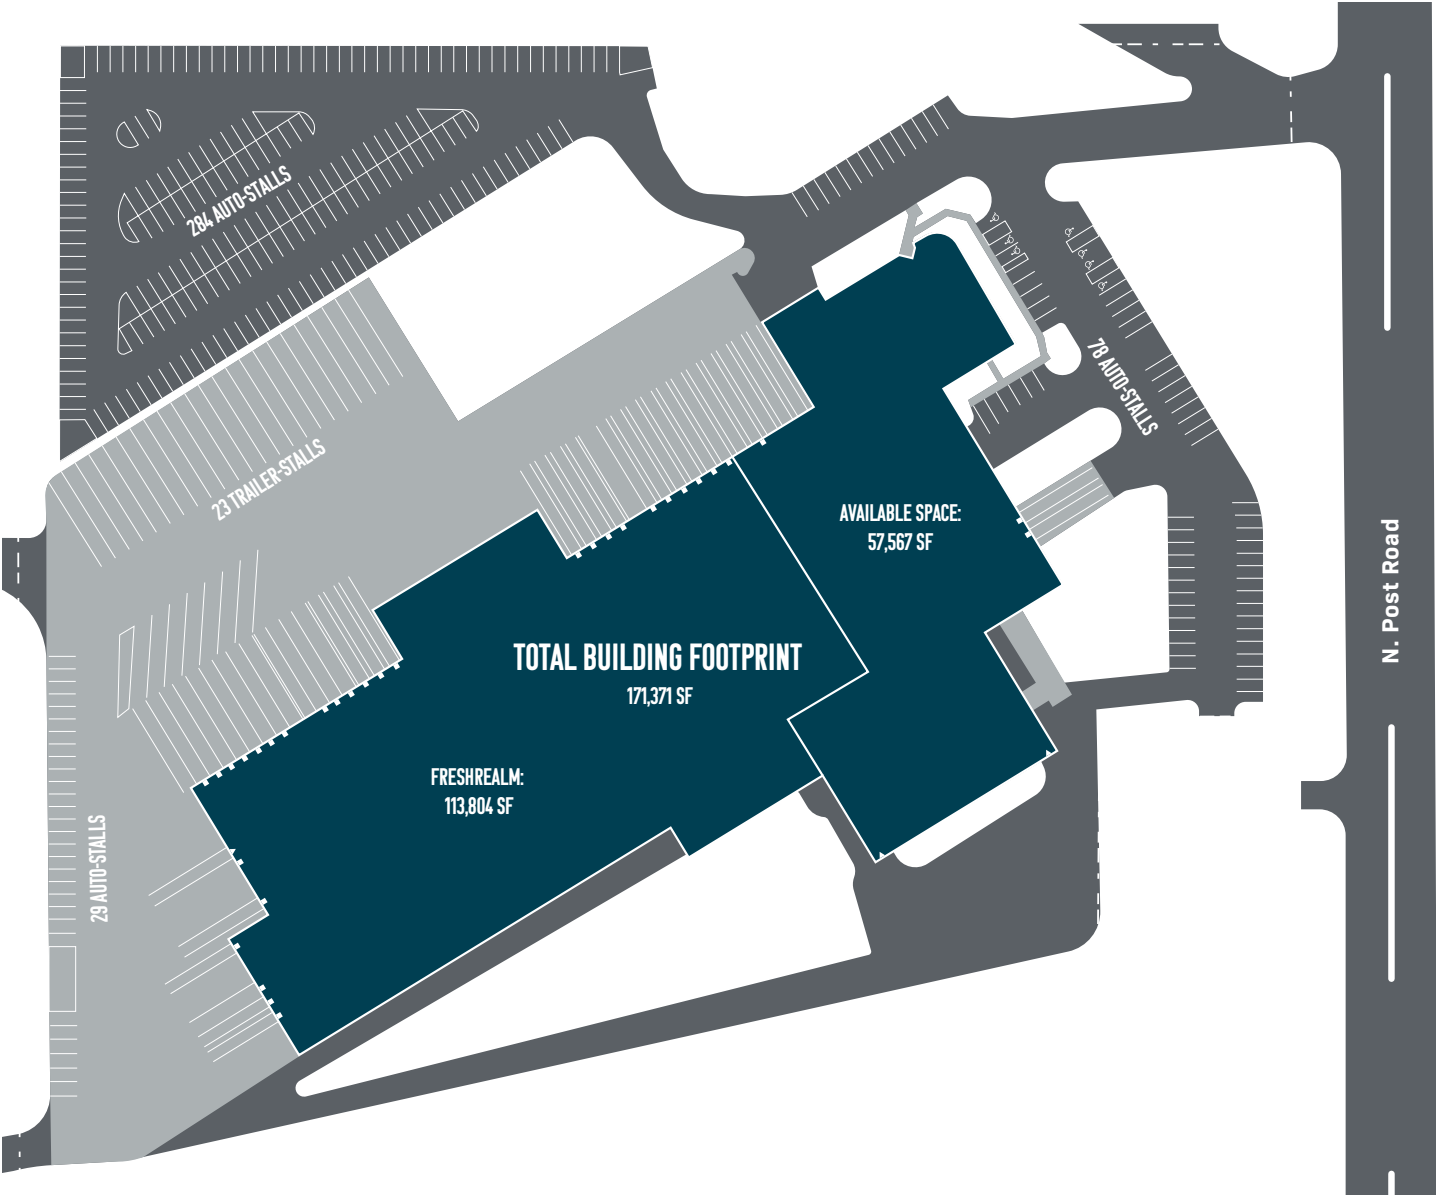 284 AUTO-STALLS
23 TRAILER-STALLS
78 AUTO-STALLS
AVAILABLE SPACE:
57,567 SF
N. Post Road
TOTAL BUILDING FOOTPRINT
171,371 SF
FRESHREALM:
113,804 SF
29 AUTO-STALLS